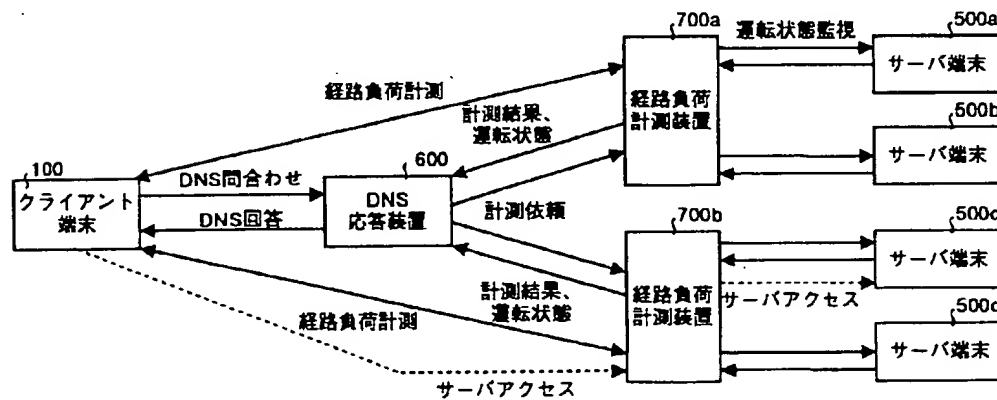 700a
500a
運転状態監視
サーバ端末
経路負荷計測
計測結果、
運転状態
経路負荷
計測装置
500b
サーバ端末
100
クライアント
端末
DNS問合わせ
DNS回答
600
DNS
応答装置
計測依頼
700b
500c
サーバ端末
計測結果、
運転状態
経路負荷
計測装置
サーバアクセス
経路負荷計測
500d
サーバ端末
サーバアクセス